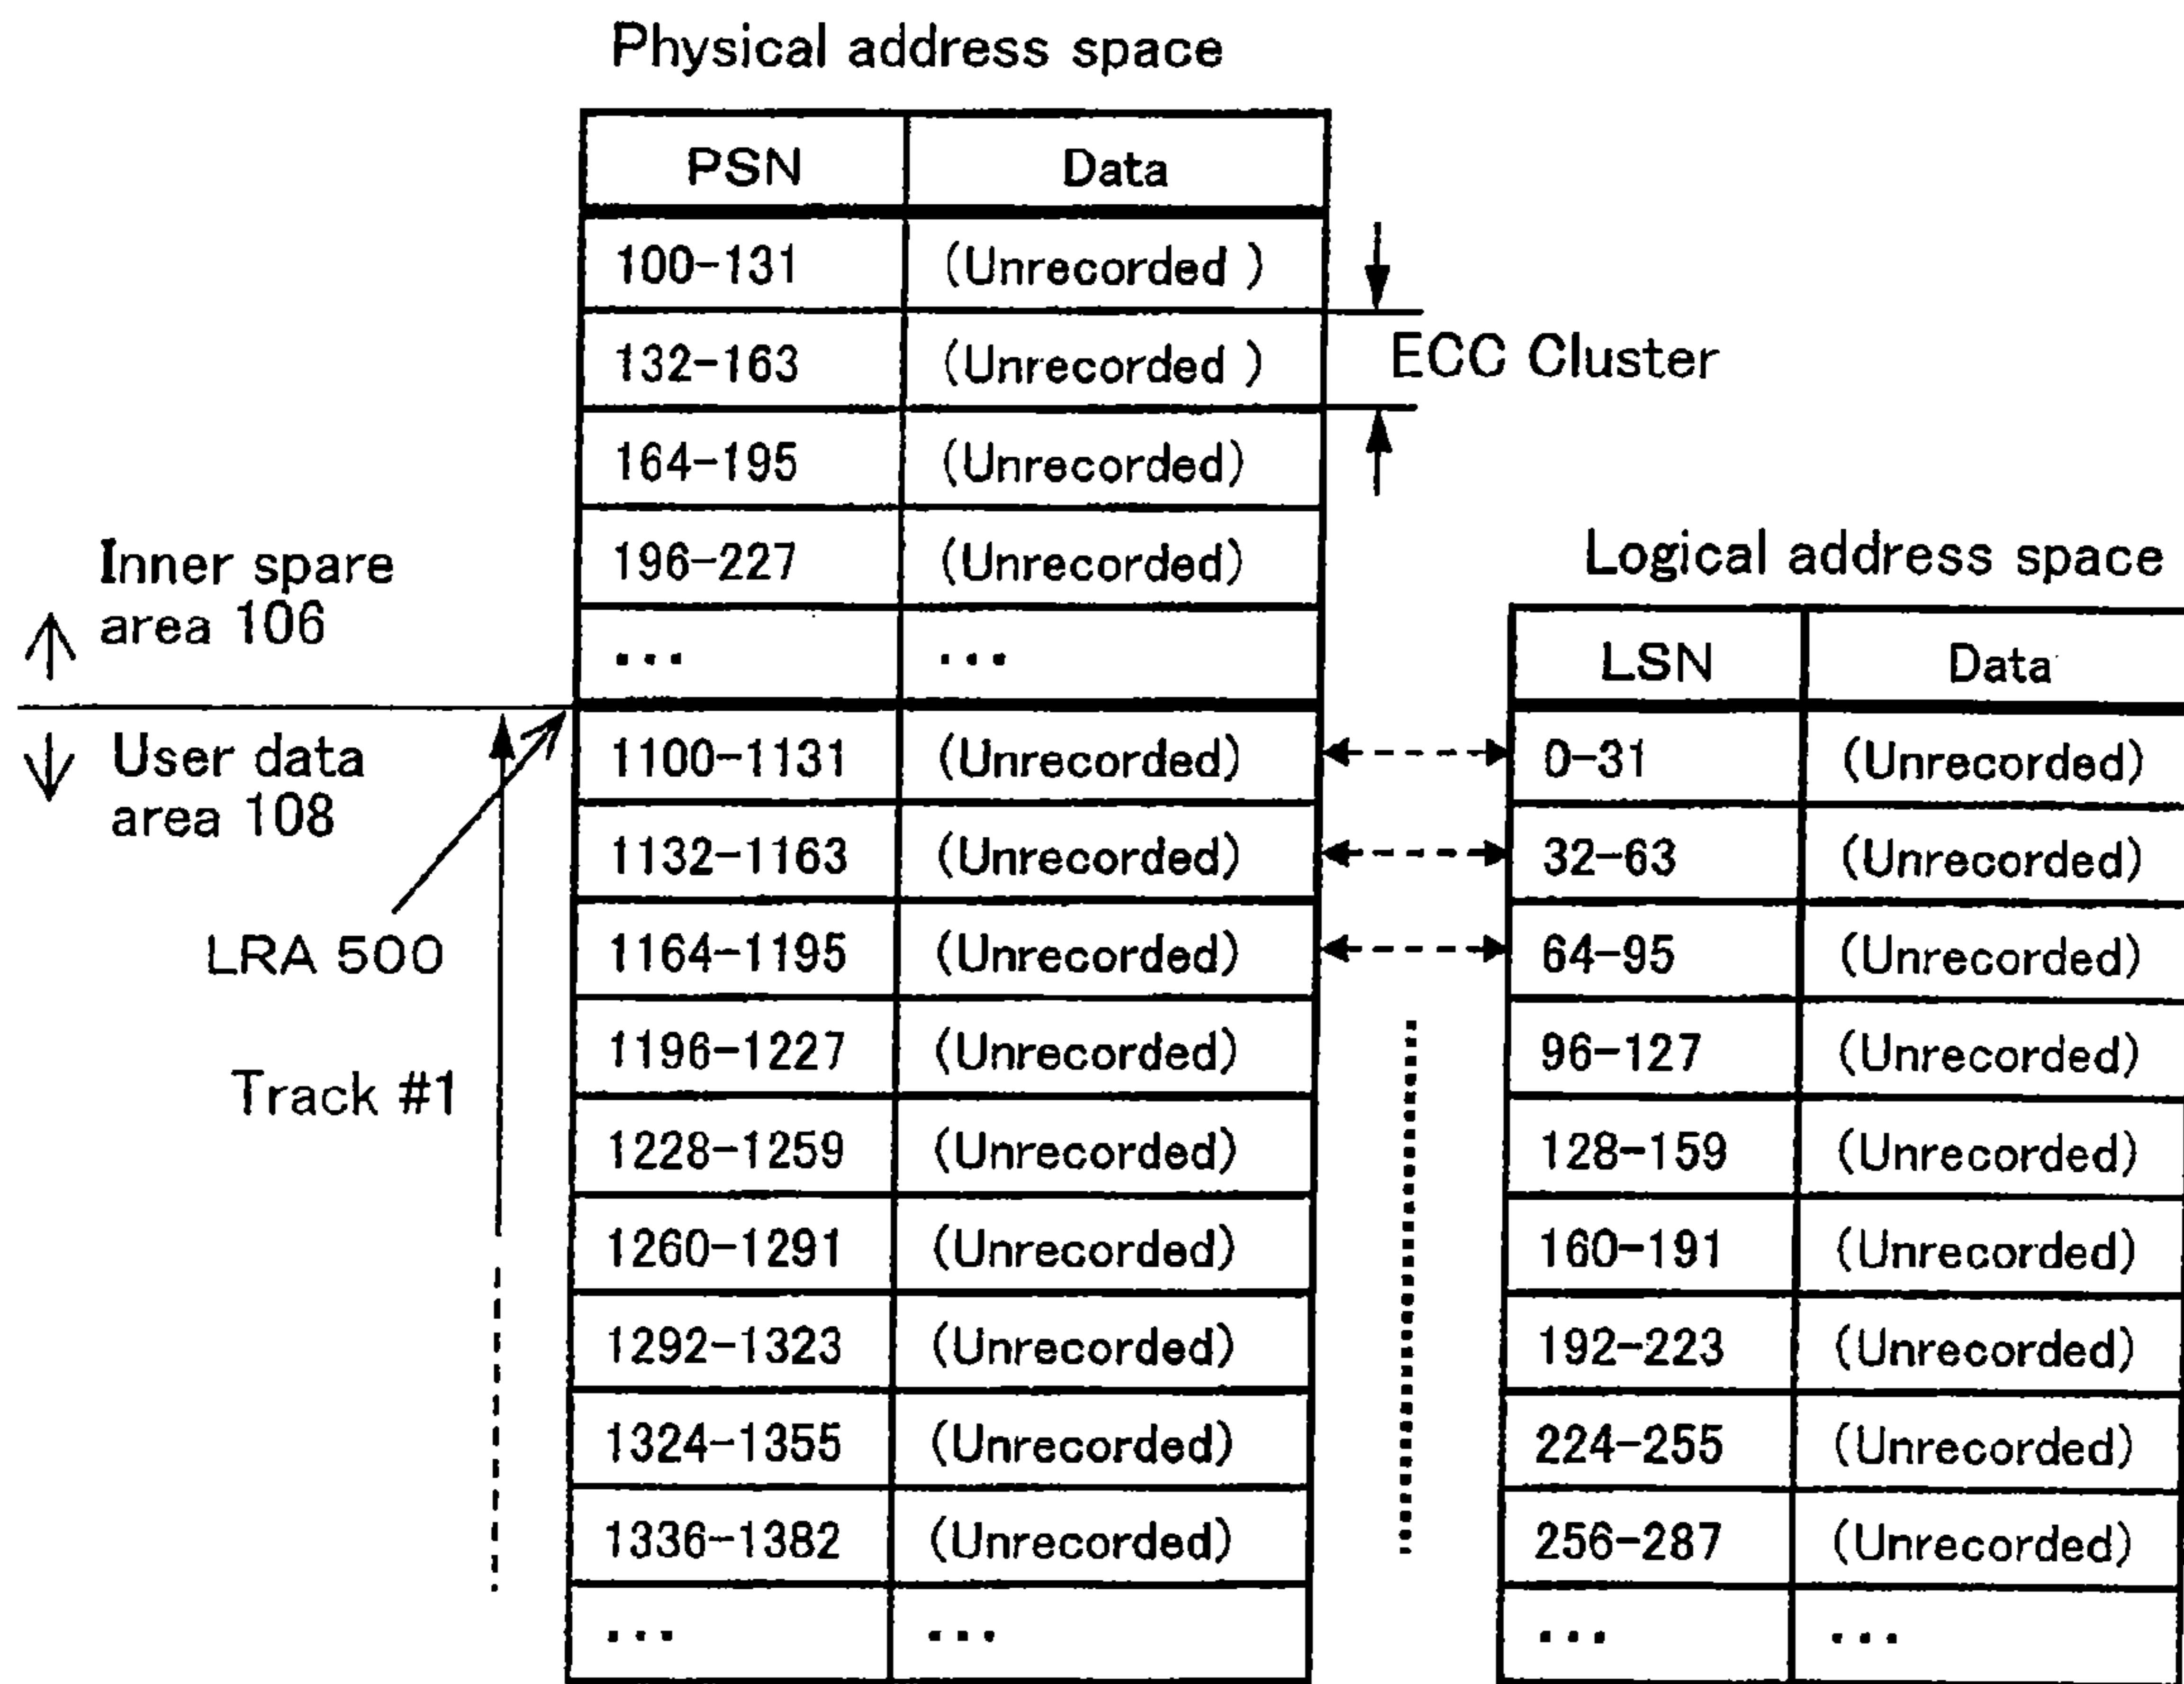 Physical address space
PSN Data
100-131 (Unrecorded )
132-163 (Unrecorded )
ECC Cluster
164-195 (Unrecorded)
196-227 (Unrecorded)
... ...
Inner spare
area 106
User data
area 108
LRA 500
Track #1
1100-1131 (Unrecorded)
1132-1163 (Unrecorded)
1164-1195 (Unrecorded)
1196-1227 (Unrecorded)
1228-1259 (Unrecorded)
1260-1291 (Unrecorded)
1292-1323 (Unrecorded)
1324-1355 (Unrecorded)
1336-1382 (Unrecorded)
... ...
Logical address space
LSN Data
0-31 (Unrecorded)
32-63 (Unrecorded)
64-95 (Unrecorded)
96-127 (Unrecorded)
128-159 (Unrecorded)
160-191 (Unrecorded)
192-223 (Unrecorded)
224-255 (Unrecorded)
256-287 (Unrecorded)
... ...